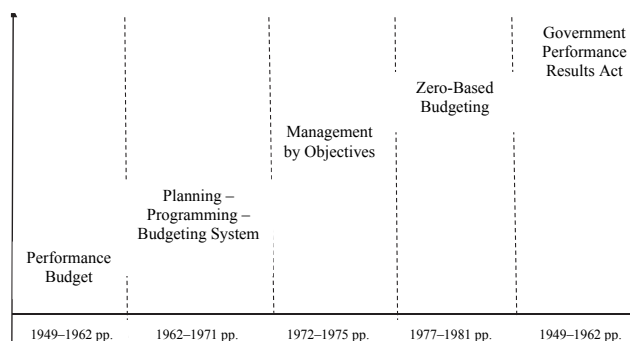 Government
Performance
Results Act
Zero-Based
Budgeting
Management
by Objectives
Planning –
Programming –
Budgeting System
Performance
Budget
1949–1962 pp.
1962–1971 pp.
1972–1975 pp.
1977–1981 pp.
1949–1962 pp.